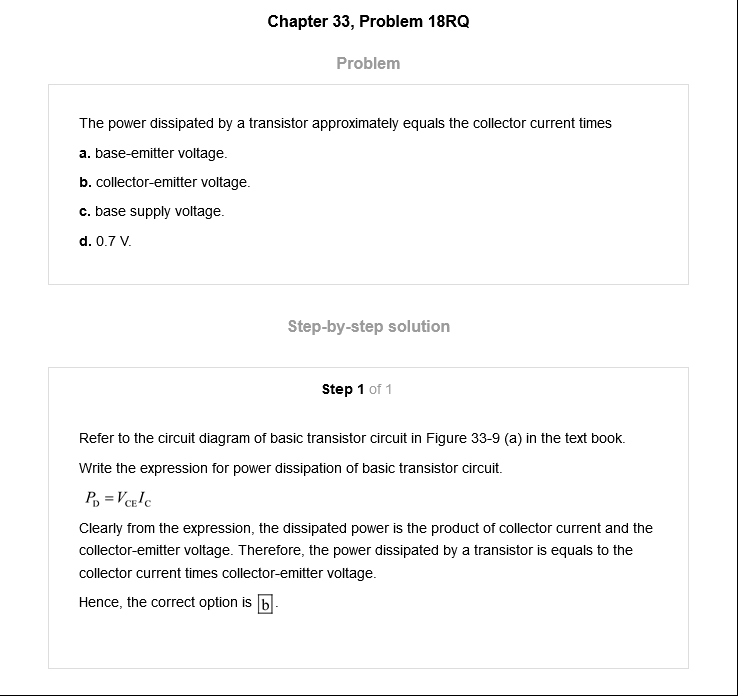 Chapter 33, Problem 18RQ
Problem
The power dissipated by a transistor approximately equals the collector current times
a. base-emitter voltage.
b. collector-emitter voltage.
c. base supply voltage.
d. 0.7 V.
Step-by-step solution
Step 1 of 1
Refer to the circuit diagram of basic transistor circuit in Figure 33-9 (a) in the text book.
Write the expression for power dissipation of basic transistor circuit.
P_D = V_CE I_C
Clearly from the expression, the dissipated power is the product of collector current and the
collector-emitter voltage. Therefore, the power dissipated by a transistor is equals to the
collector current times collector-emitter voltage.
Hence, the correct option is b.